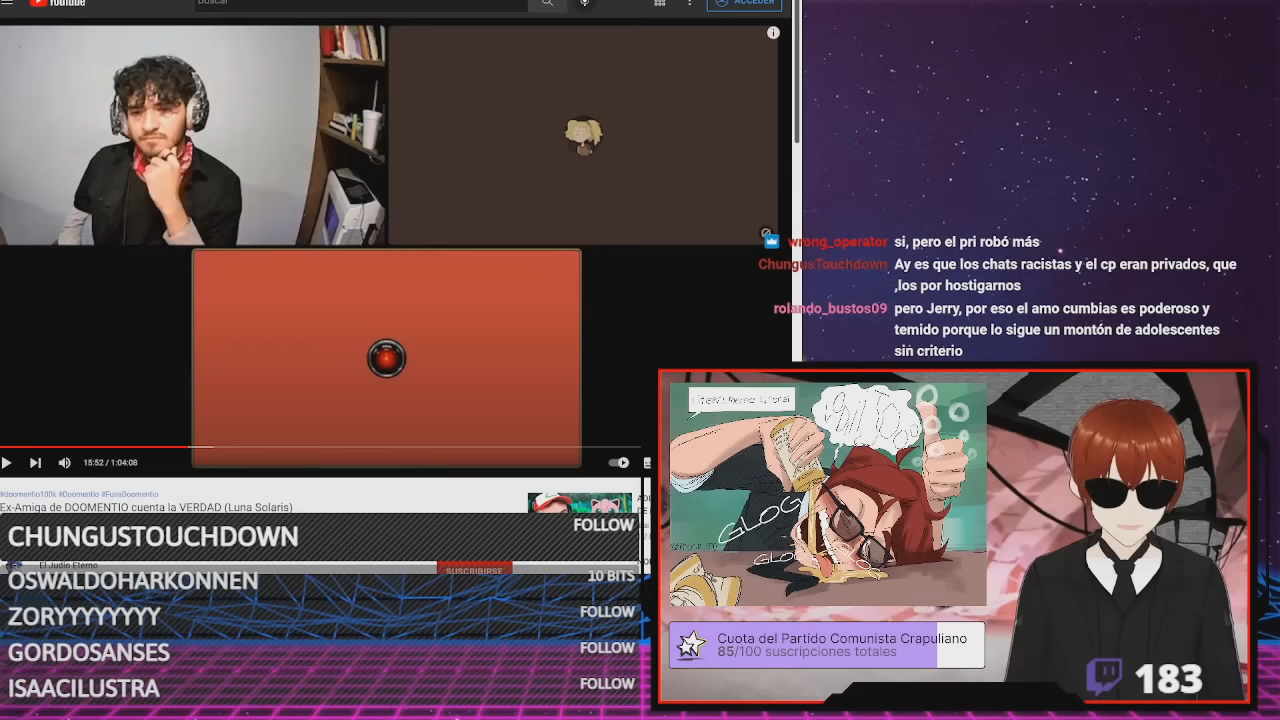 YouTube
Buscar
ACCEDER
wrong_operator si, pero el pri robó más
ChungusTouchdown Ay es que los chats racistas y el cp eran privados, que
,los por hostigarnos
rolando_bustos09 pero Jerry, por eso el amo cumbias es poderoso y
temido porque lo sigue un montón de adolescentes
sin criterio
15:52 / 1:04:08
#doomentio100k #Doomentio #FunaDoomentio
Ex-Amiga de DOOMENTIO cuenta la VERDAD (Luna Solaris)
El Judío Eterno
SUSCRIBIRSE
CHUNGUSTOUCHDOWN FOLLOW
OSWALDOHARKONNEN 10 BITS
ZORYYYYYYYY FOLLOW
GORDOSANSES FOLLOW
ISAACILUSTRA FOLLOW
GLOG
GLOG
Cuota del Partido Comunista Crapuliano
85/100 suscripciones totales
183